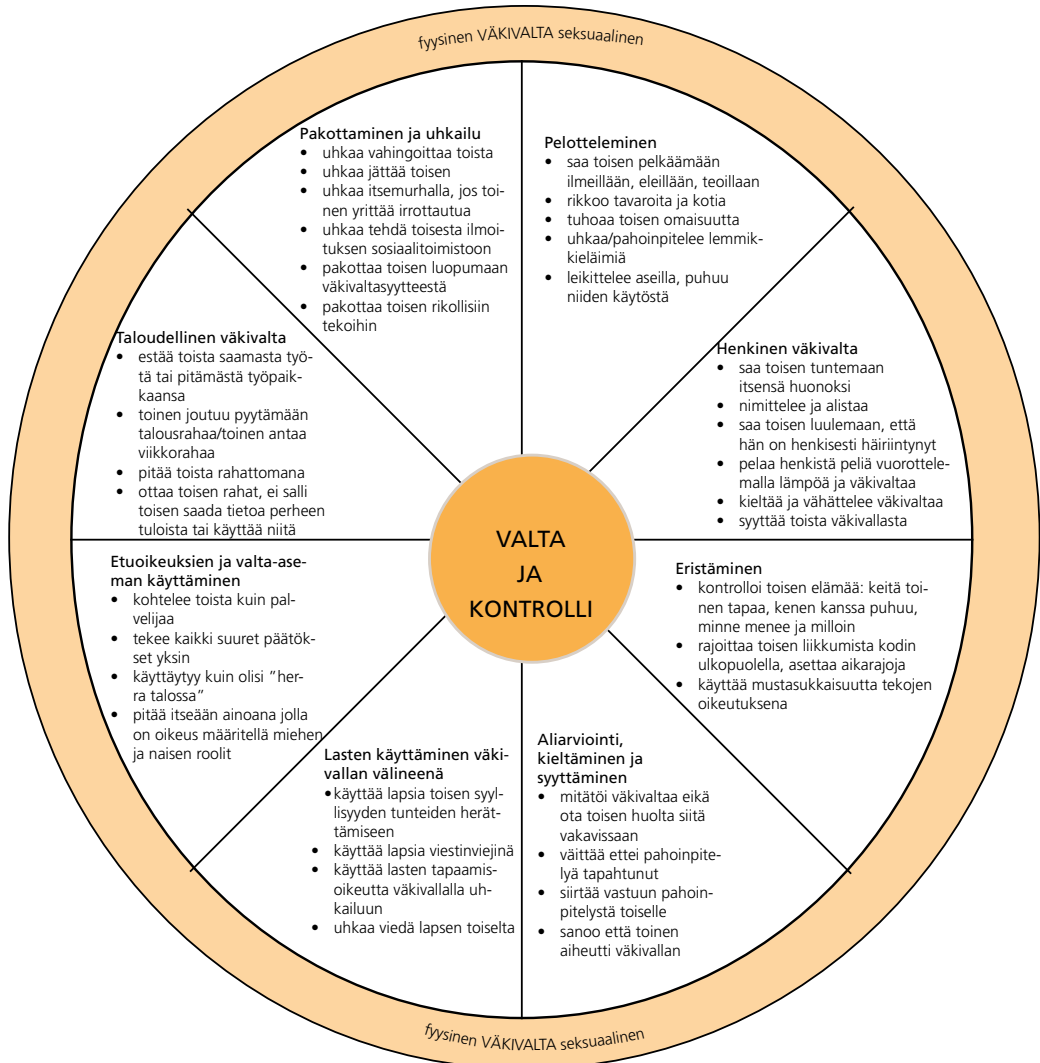 fyysinen VÄKIVALTA seksuaalinen
Pakottaminen ja uhkailu
• uhkaa vahingoittaa toista
• uhkaa jättää toisen
• uhkaa itsemurhalla, jos toi-
nen yrittää irrottautua
• uhkaa tehdä toisesta ilmoi-
tuksen sosiaalitoimistoon
• pakottaa toisen luopumaan
väkivaltasyytteestä
• pakottaa toisen rikollisiin
tekoihin
Pelotteleminen
• saa toisen pelkäämään
ilmeillään, eleillään, teoillaan
• rikkoo tavaroita ja kotia
• tuhoaa toisen omaisuutta
• uhkaa/pahoinpitelee lemmik-
kieläimiä
• leikittelee aseilla, puhuu
niiden käytöstä
Taloudellinen väkivalta
• estää toista saamasta työ-
tä tai pitämästä työpaik-
kaansa
• toinen joutuu pyytämään
talousrahaa/toinen antaa
viikkorahaa
• pitää toista rahattomana
• ottaa toisen rahat, ei salli
toisen saada tietoa perheen
tuloista tai käyttää niitä
Henkinen väkivalta
• saa toisen tuntemaan
itsensä huonoksi
• nimittelee ja alistaa
• saa toisen luulemaan, että
hän on henkisesti häiriintynyt
• pelaa henkistä peliä vuorottele-
malla lämpöä ja väkivaltaa
• kieltää ja vähättelee väkivaltaa
• syyttää toista väkivallasta
VALTA
JA
KONTROLLI
Etuoikeuksien ja valta-ase-
man käyttäminen
• kohtelee toista kuin pal-
velijaa
• tekee kaikki suuret päätök-
set yksin
• käyttäytyy kuin olisi ”her-
ra talossa”
• pitää itseään ainoana jolla
on oikeus määritellä miehen
ja naisen roolit
Eristäminen
• kontrolloi toisen elämää: keitä toi-
nen tapaa, kenen kanssa puhuu,
minne menee ja milloin
• rajoittaa toisen liikkumista kodin
ulkopuolella, asettaa aikarajoja
• käyttää mustasukkaisuutta tekojen
oikeutuksena
Lasten käyttäminen väki-
vallan välineenä
• käyttää lapsia toisen syyl-
lisyyden tunteiden herät-
tämiseen
• käyttää lapsia viestinviejinä
• käyttää lasten tapaamis-
oikeutta väkivallalla uh-
kailuun
• uhkaa viedä lapsen toiselta
Aliarviointi,
kieltäminen ja
syyttäminen
• mitätöi väkivaltaa eikä
ota toisen huolta siitä
vakavissaan
• väittää ettei pahoinpite-
lyä tapahtunut
• siirtää vastuun pahoin-
pitelystä toiselle
• sanoo että toinen
aiheutti väkivallan
fyysinen VÄKIVALTA seksuaalinen